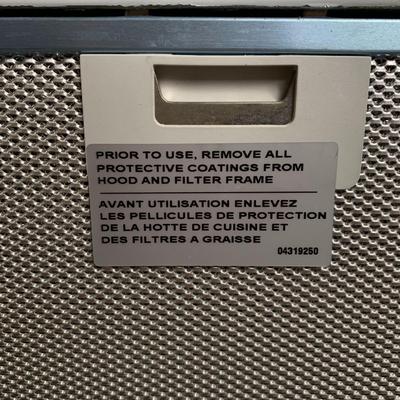 PRIOR TO USE, REMOVE ALL
PROTECTIVE COATINGS FROM
HOOD AND FILTER FRAME
AVANT UTILISATION ENLEVEZ
LES PELLICULES DE PROTECTION
DE LA HOTTE DE CUISINE ET
DES FILTRES A GRAISSE
04319250